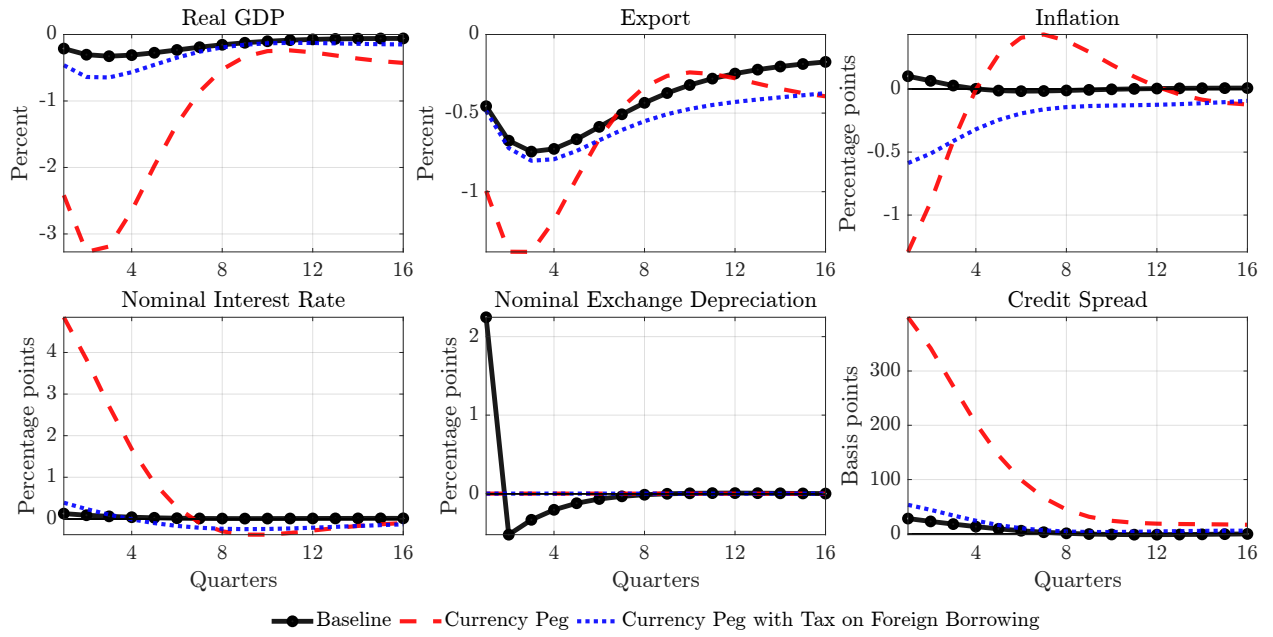 Real GDP
Export
Inflation
0
-1
-2
-3
Percent
4
8
12
16
0
-0.5
-1
Percent
4
8
12
16
0
-0.5
-1
Percentage points
4
8
12
16
Nominal Interest Rate
Nominal Exchange Depreciation
Credit Spread
4
3
2
1
0
Percentage points
4
8
12
16
Quarters
2
1
0
Percentage points
4
8
12
16
Quarters
300
200
100
0
Basis points
4
8
12
16
Quarters
Baseline
Currency Peg
Currency Peg with Tax on Foreign Borrowing